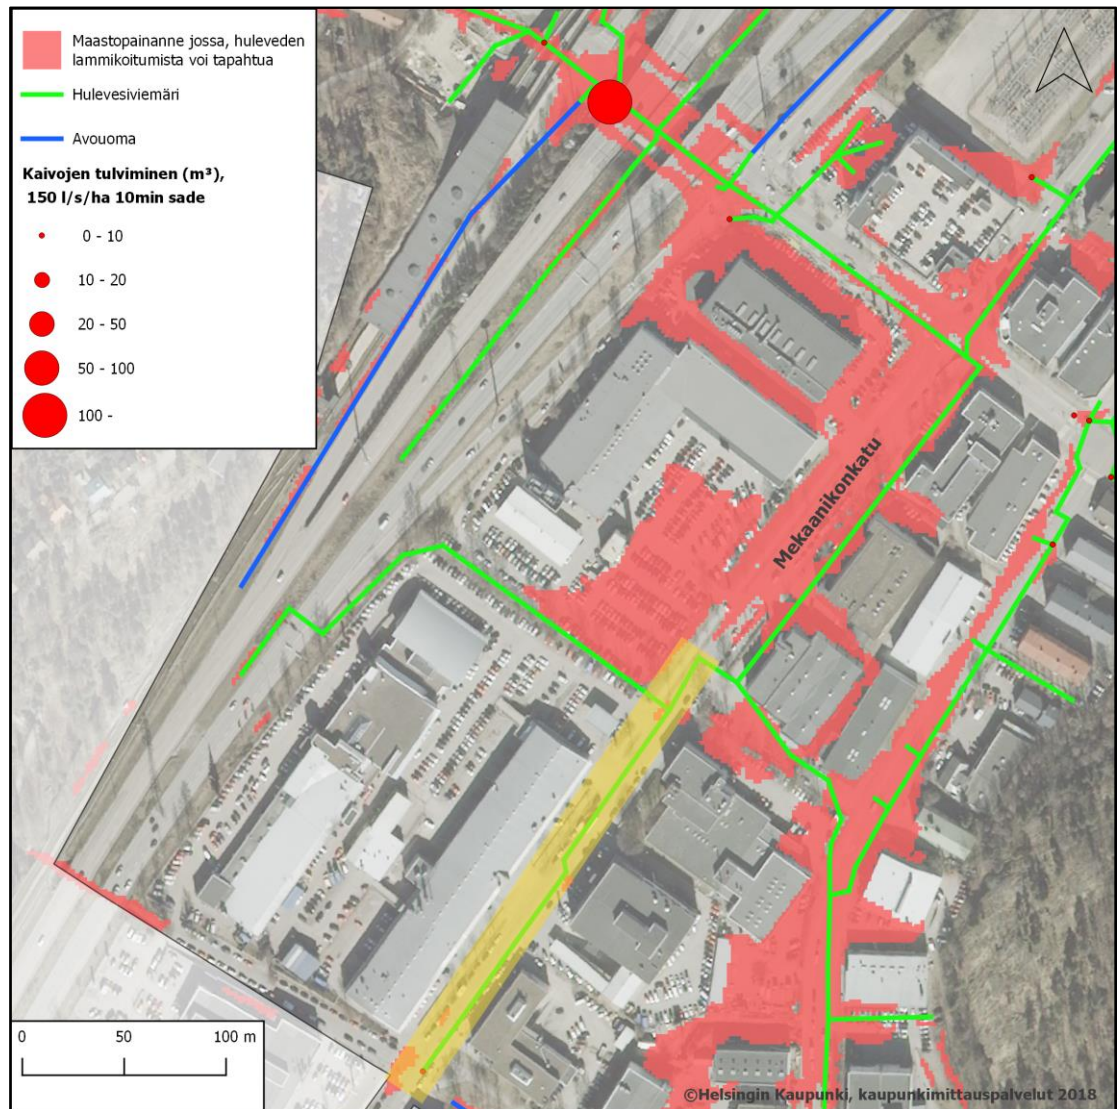 Maastopainanne jossa, huleveden
lammikoitumista voi tapahtua
Hulevesiviemäri
Avouoma
Kaivojen tulviminen (m³),
150 l/s/ha 10min sade
0 - 10
10 - 20
20 - 50
50 - 100
100 -
Mekaanikonkatu
0 50 100 m
©Helsingin Kaupunki, kaupunkimittauspalvelut 2018